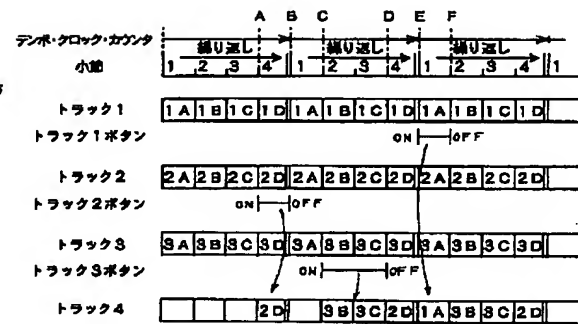 A B C D E F
テンポ・クロック・カウンタ
繰り返し 繰り返し 繰り返し
小節 1 2 3 4 1 2 3 4 1 2 3 4 1
トラック1 1A 1B 1C 1D 1A 1B 1C 1D 1A 1B 1C 1D
トラック1ボタン ON OFF
トラック2 2A 2B 2C 2D 2A 2B 2C 2D 2A 2B 2C 2D
トラック2ボタン ON OFF
トラック3 3A 3B 3C 3D 3A 3B 3C 3D 3A 3B 3C 3D
トラック3ボタン ON OFF
トラック4 2D 3B 3C 2D 1A 3B 3C 2D